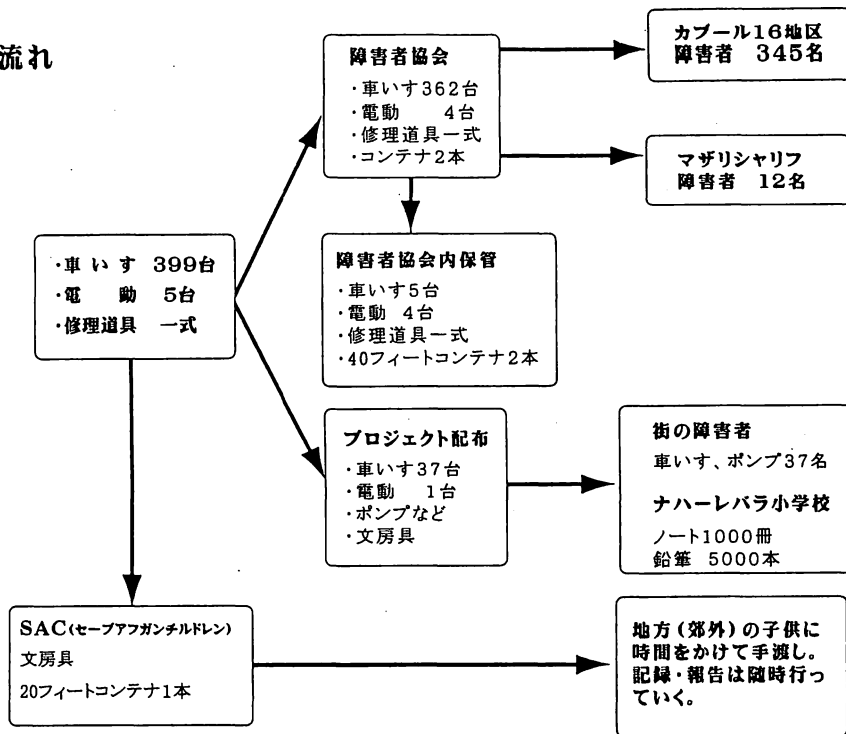 流れ
・車いす 399台
・電動 5台
・修理道具 一式
障害者協会
・車いす362台
・電動 4台
・修理道具一式
・コンテナ2本
カブール16地区
障害者 345名
マザリシャリフ
障害者 12名
障害者協会内保管
・車いす5台
・電動 4台
・修理道具一式
・40フィートコンテナ2本
プロジェクト配布
・車いす37台
・電動 1台
・ポンプなど
・文房具
街の障害者
車いす、ポンプ37名
ナハーレバラ小学校
ノート1000冊
鉛筆 5000本
SAC(セーブアフガンチルドレン)
文房具
20フィートコンテナ1本
地方(郊外)の子供に
時間をかけて手渡し。
記録・報告は随時行っ
ていく。